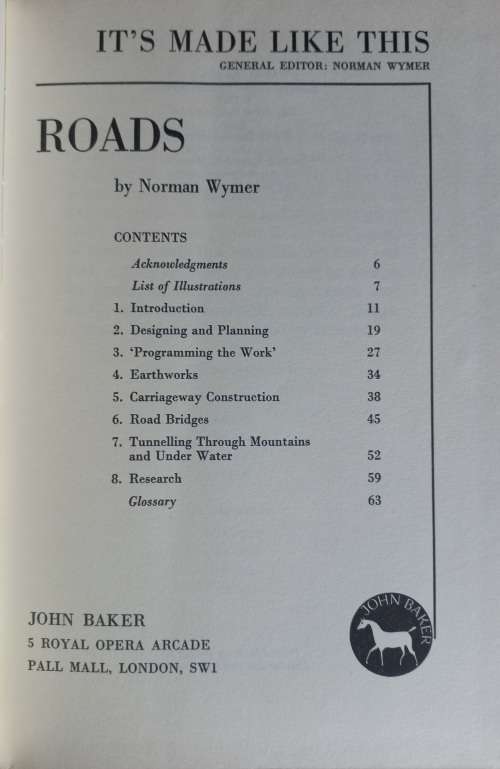 IT'S MADE LIKE THIS
GENERAL EDITOR: NORMAN WYMER
ROADS
by Norman Wymer
CONTENTS
Acknowledgments 6
List of Illustrations 7
1. Introduction 11
2. Designing and Planning 19
3. 'Programming the Work' 27
4. Earthworks 34
5. Carriageway Construction 38
6. Road Bridges 45
7. Tunnelling Through Mountains
and Under Water 52
8. Research 59
Glossary 63
JOHN BAKER
5 ROYAL OPERA ARCADE
PALL MALL, LONDON, SW1
JOHN BAKER